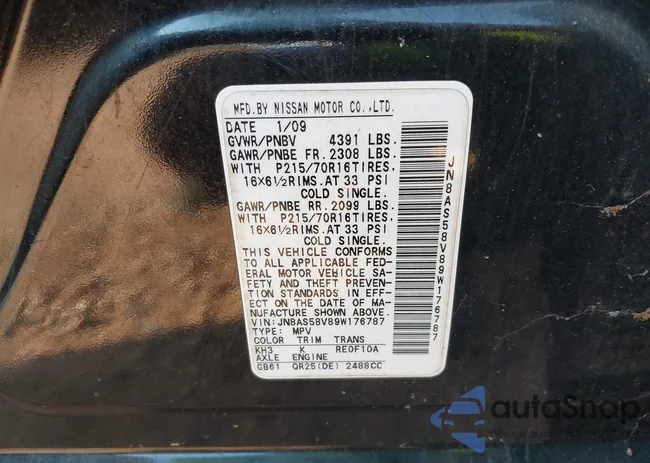 MFD.BY NISSAN MOTOR CO.,LTD.
DATE 1/09
GVWR/PNBV 4391 LBS.
GAWR/PNBE FR. 2308 LBS.
WITH P215/70R16TIRES,
16X6½RIMS.AT 33 PSI
COLD SINGLE.
GAWR/PNBE RR. 2099 LBS.
WITH P215/70R16TIRES,
16X6½RIMS.AT 33 PSI
COLD SINGLE.
THIS VEHICLE CONFORMS
TO ALL APPLICABLE FED-
ERAL MOTOR VEHICLE SA-
FETY AND THEFT PREVEN-
TION STANDARDS IN EFF-
ECT ON THE DATE OF MA-
NUFACTURE SHOWN ABOVE.
VIN:JN8AS58V89W176787
TYPE: MPV
COLOR TRIM TRANS
KH3 K RE0F10A
AXLE ENGINE
GB61 QR25(DE) 2488CC
JN8AS58V89W176787
autoSnap